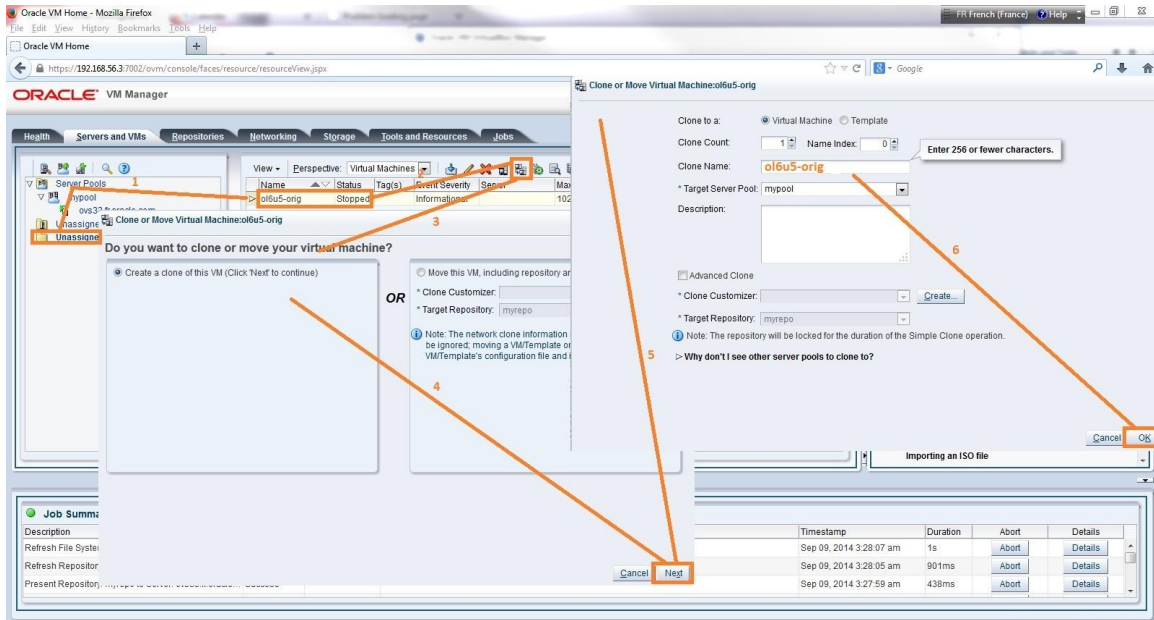 Oracle VM Home - Mozilla Firefox
FR French (France) Help
File Edit View History Bookmarks Tools Help
Oracle VM Home +
https://192.168.56.3:7002/ovm/console/faces/resource/resourceView.jspx
Google
ORACLE VM Manager
Health Servers and VMs Repositories Networking Storage Tools and Resources Jobs
View Perspective: Virtual Machines
Name Status Tag(s) Event Severity Server Max
ol6u5-orig Stopped Informational 102
Server Pools
mypool
Unassigne
Unassigne
1
3
4
5
6
Clone or Move Virtual Machine:ol6u5-orig
Do you want to clone or move your virtual machine?
Create a clone of this VM (Click 'Next' to continue)
OR
Move this VM, including repository an
* Clone Customizer:
* Target Repository: myrepo
Note: The network clone information
be ignored; moving a VM/Template or
VM/Template's configuration file and i
Cancel Next
Clone or Move Virtual Machine:ol6u5-orig
Clone to a: Virtual Machine Template
Clone Count: 1 Name Index: 0
Enter 256 or fewer characters.
Clone Name: ol6u5-orig
* Target Server Pool: mypool
Description:
Advanced Clone
* Clone Customizer: Create...
* Target Repository: myrepo
Note: The repository will be locked for the duration of the Simple Clone operation.
Why don't I see other server pools to clone to?
Cancel OK
Importing an ISO file
Job Summa
Description Timestamp Duration Abort Details
Refresh File Syster Sep 09, 2014 3:28:07 am 1s Abort Details
Refresh Repositor Sep 09, 2014 3:28:05 am 901ms Abort Details
Present Repository Sep 09, 2014 3:27:59 am 438ms Abort Details